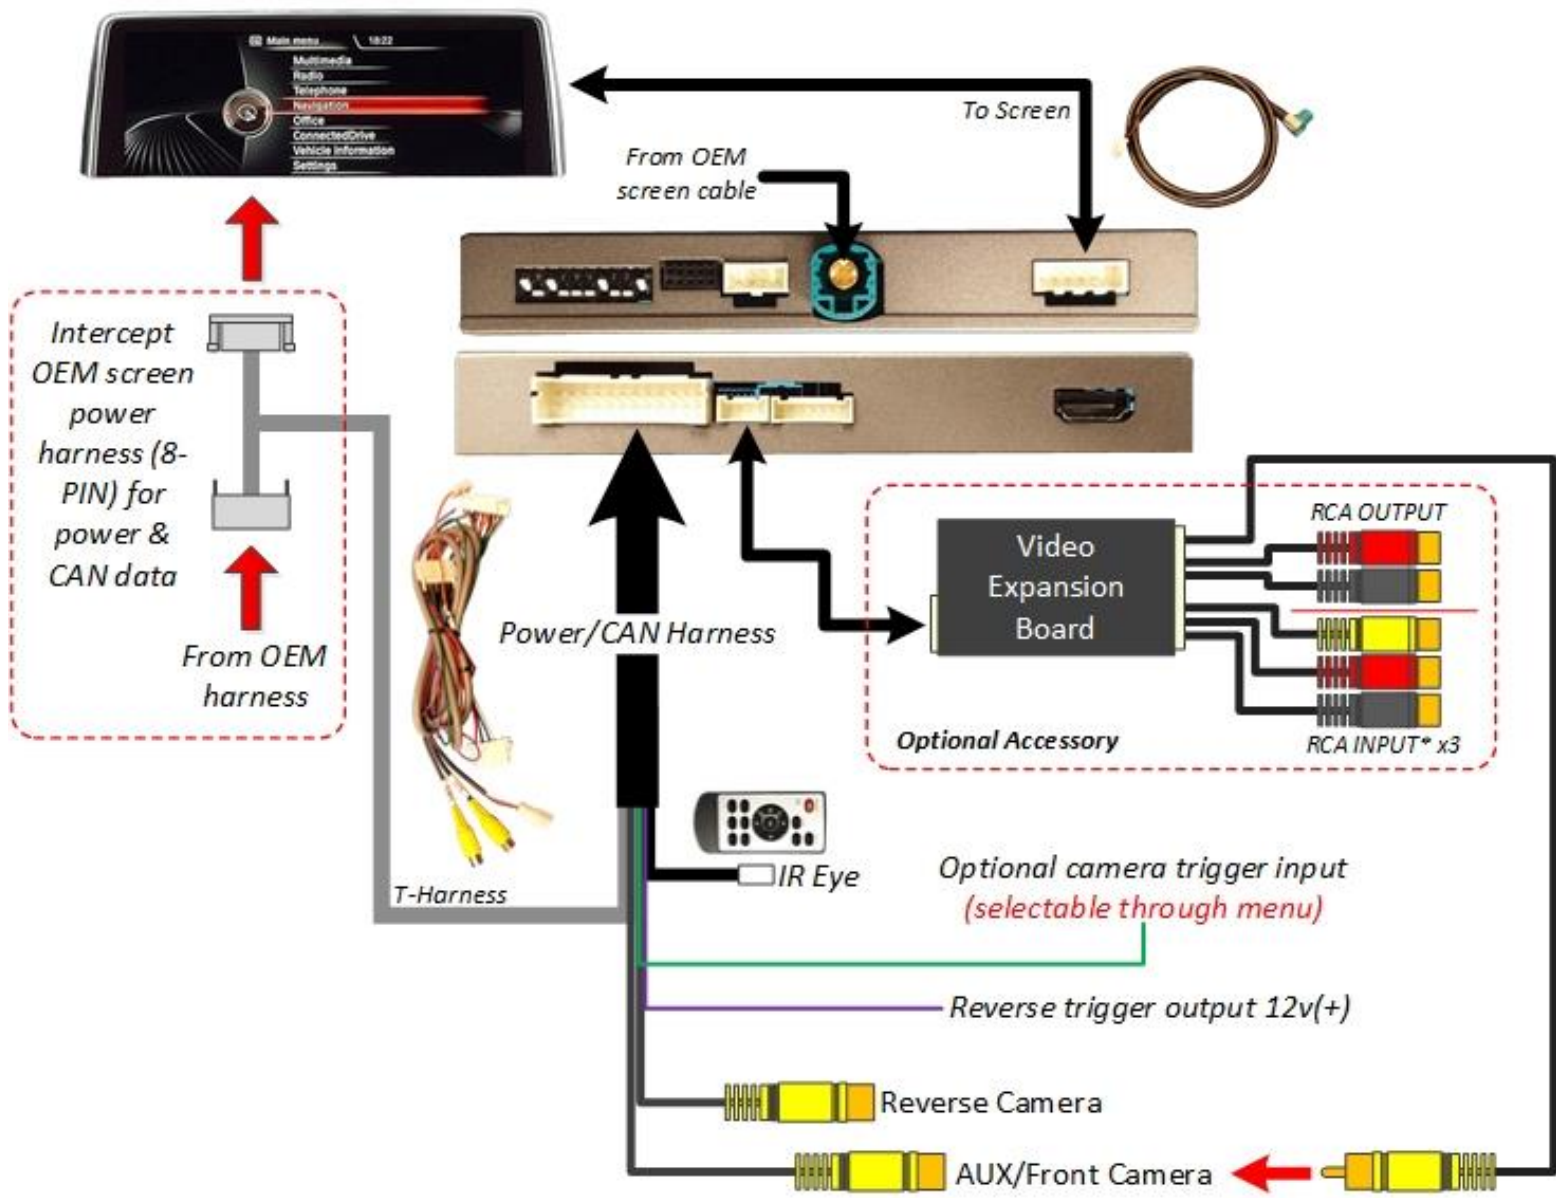 Main menu
18:22
Multimedia
Radio
Telephone
Navigation
Office
ConnectedDrive
Vehicle information
Settings
To Screen
From OEM
screen cable
Intercept
OEM screen
power
harness (8-
PIN) for
power &
CAN data
From OEM
harness
Power/CAN Harness
Video
Expansion
Board
RCA OUTPUT
RCA INPUT* x3
Optional Accessory
T-Harness
IR Eye
Optional camera trigger input
(selectable through menu)
Reverse trigger output 12v(+)
Reverse Camera
AUX/Front Camera